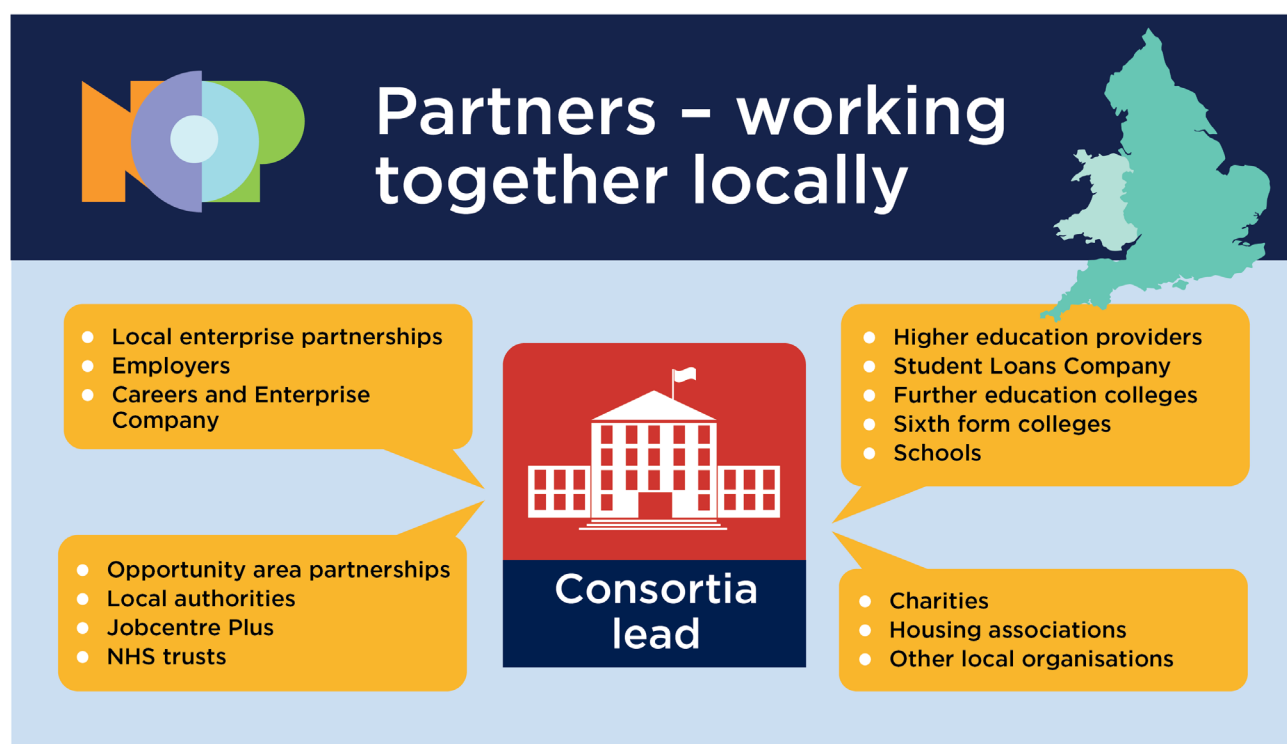 NCOP
Partners – working
together locally
Local enterprise partnerships
Employers
Careers and Enterprise
Company
Opportunity area partnerships
Local authorities
Jobcentre Plus
NHS trusts
Consortia
lead
Higher education providers
Student Loans Company
Further education colleges
Sixth form colleges
Schools
Charities
Housing associations
Other local organisations